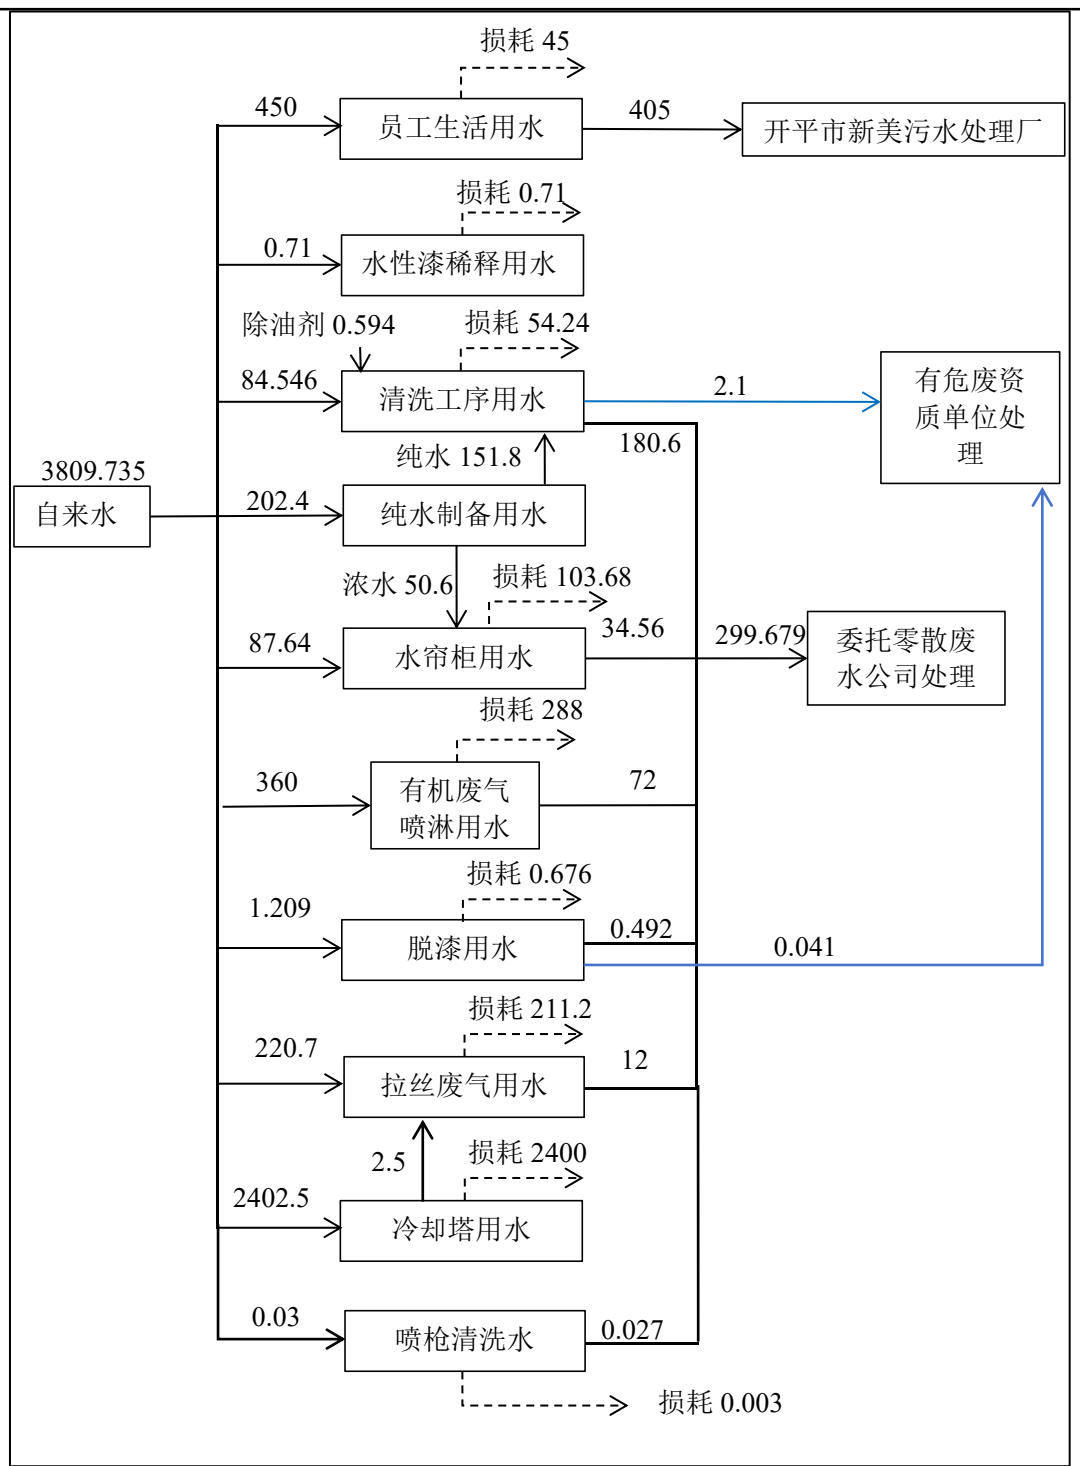 损耗 45
450
员工生活用水
405
开平市新美污水处理厂
损耗 0.71
0.71
水性漆稀释用水
除油剂 0.594
损耗 54.24
84.546
清洗工序用水
2.1
有危废资
质单位处
理
180.6
纯水 151.8
3809.735
自来水
202.4
纯水制备用水
浓水 50.6
损耗 103.68
87.64
水帘柜用水
34.56
299.679
委托零散废
水公司处理
损耗 288
360
有机废气
喷淋用水
72
损耗 0.676
1.209
脱漆用水
0.492
0.041
损耗 211.2
220.7
拉丝废气用水
12
2.5
损耗 2400
2402.5
冷却塔用水
0.03
喷枪清洗水
0.027
损耗 0.003